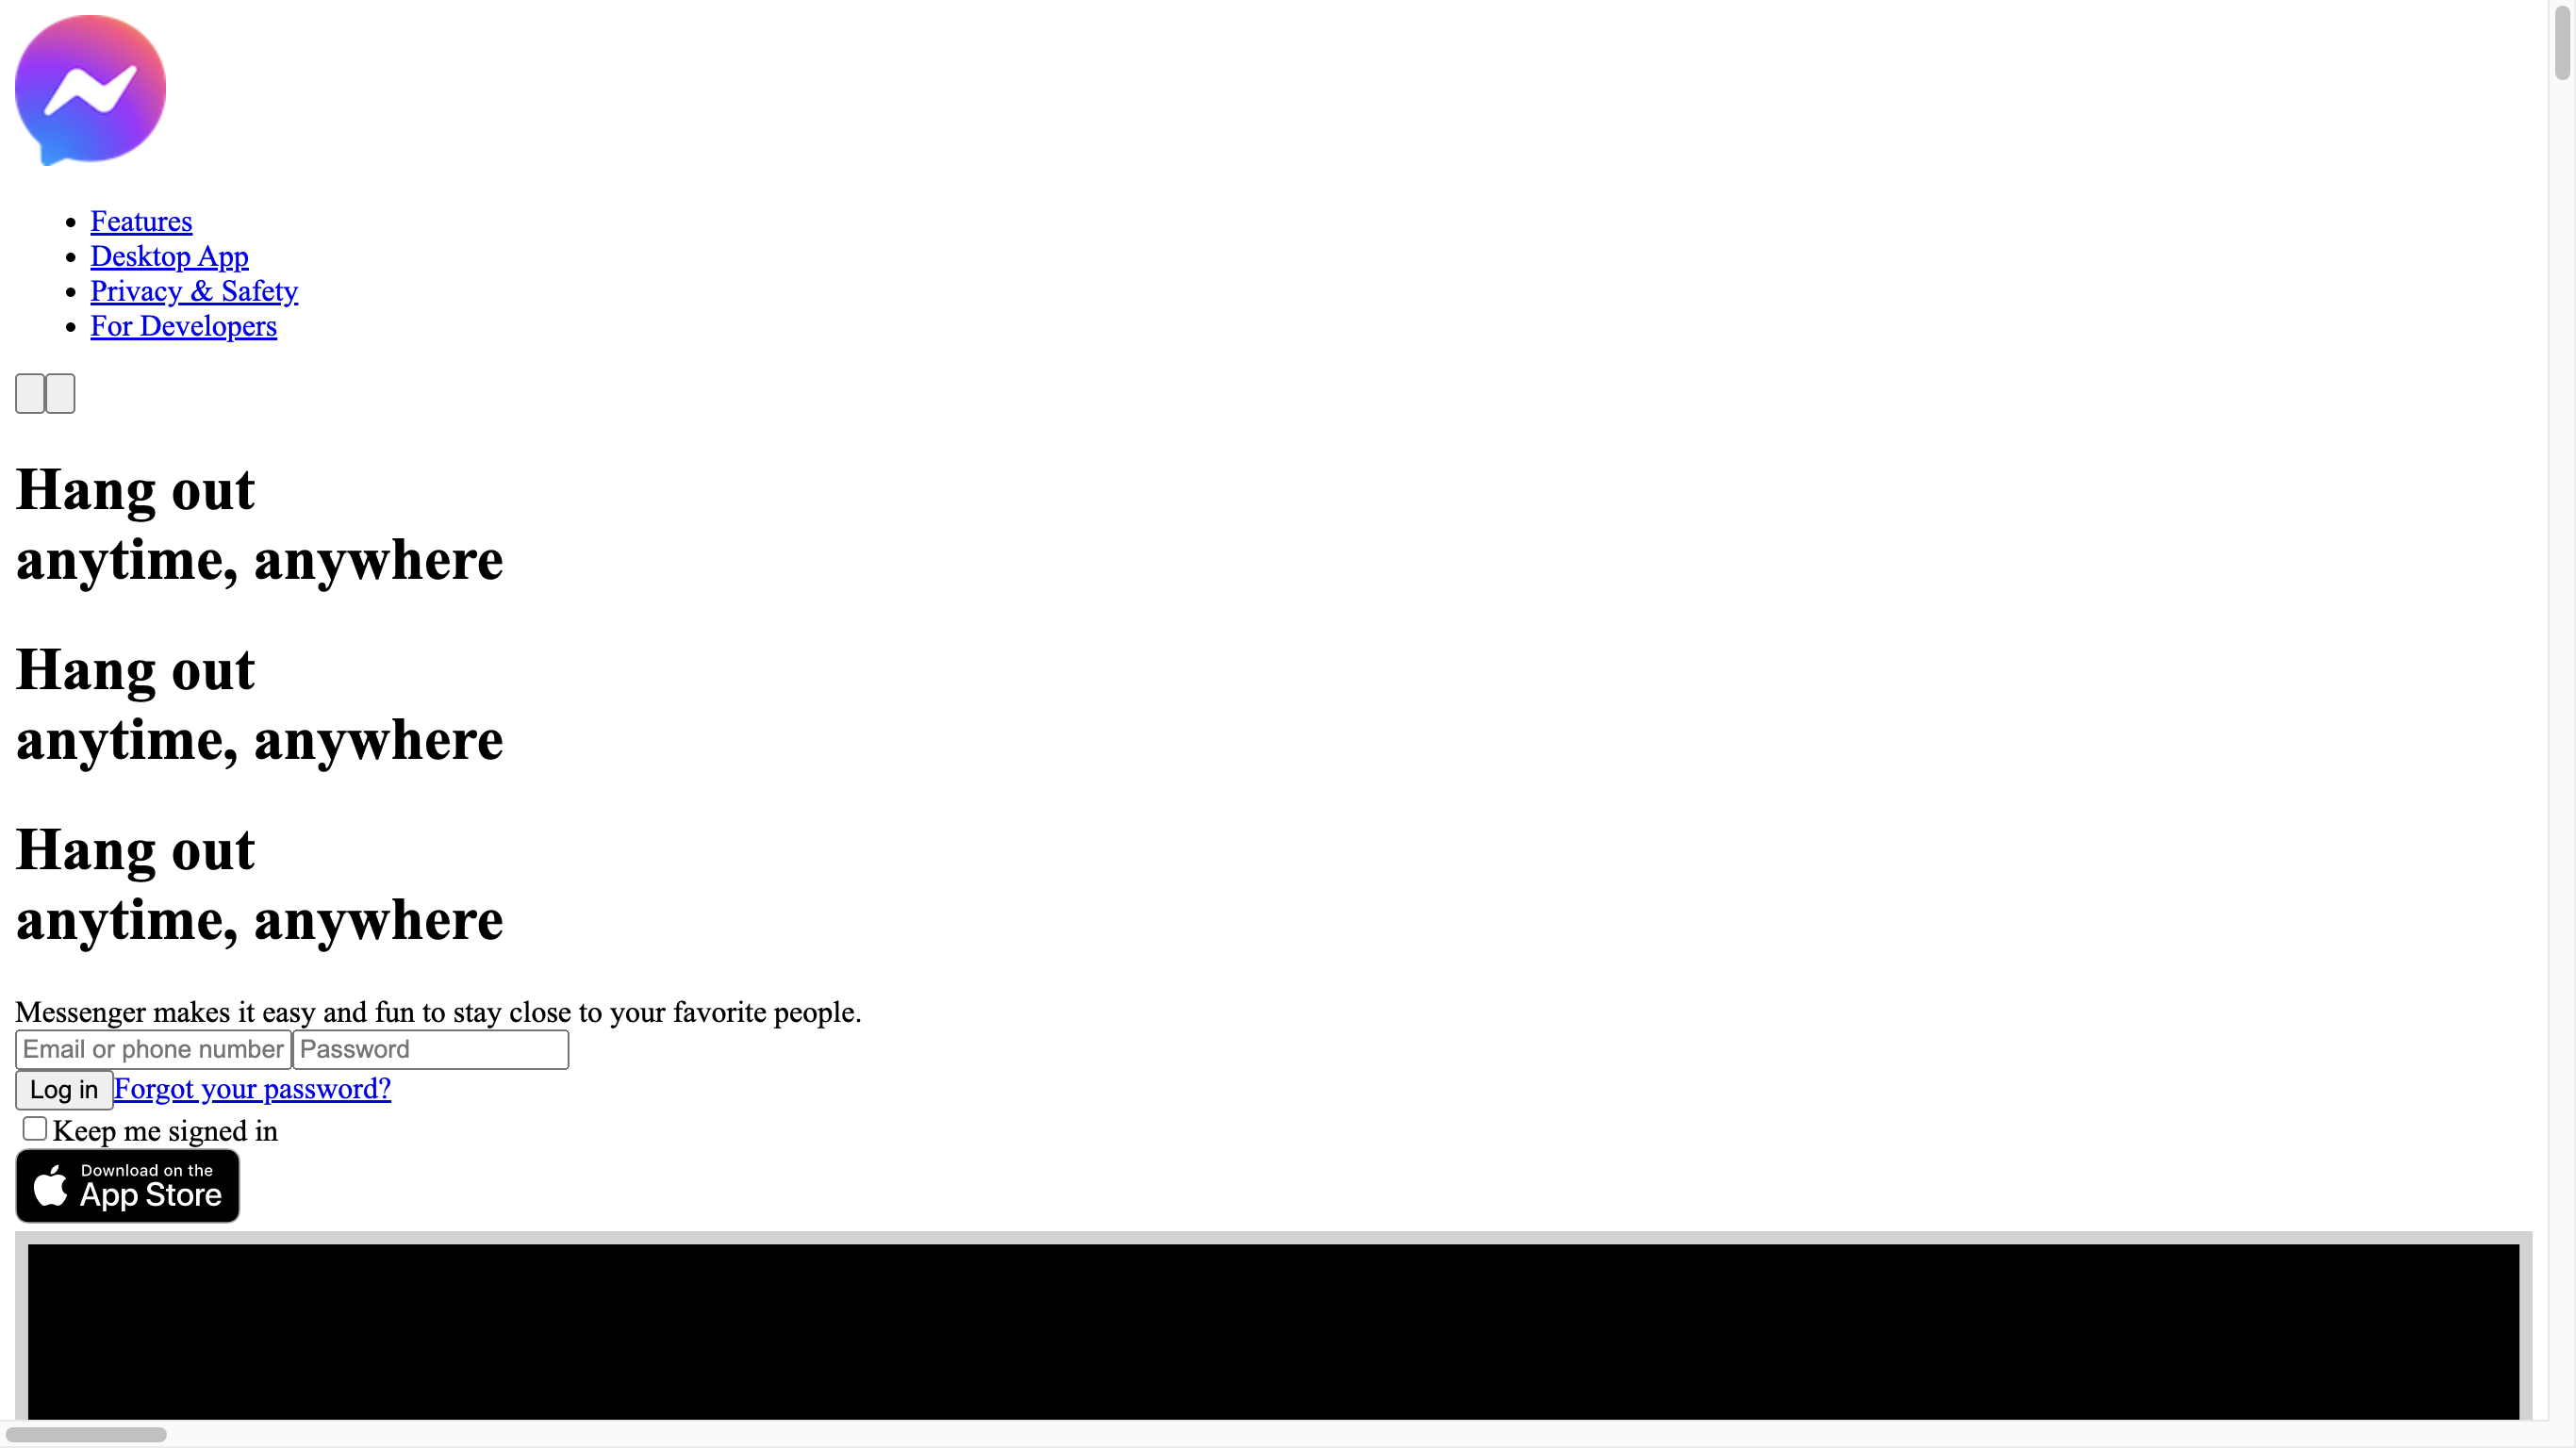 Features
Desktop App
Privacy & Safety
For Developers
Hang out
anytime, anywhere
Hang out
anytime, anywhere
Hang out
anytime, anywhere
Messenger makes it easy and fun to stay close to your favorite people.
Email or phone number Password
Log in Forgot your password?
Keep me signed in
Download on the
App Store